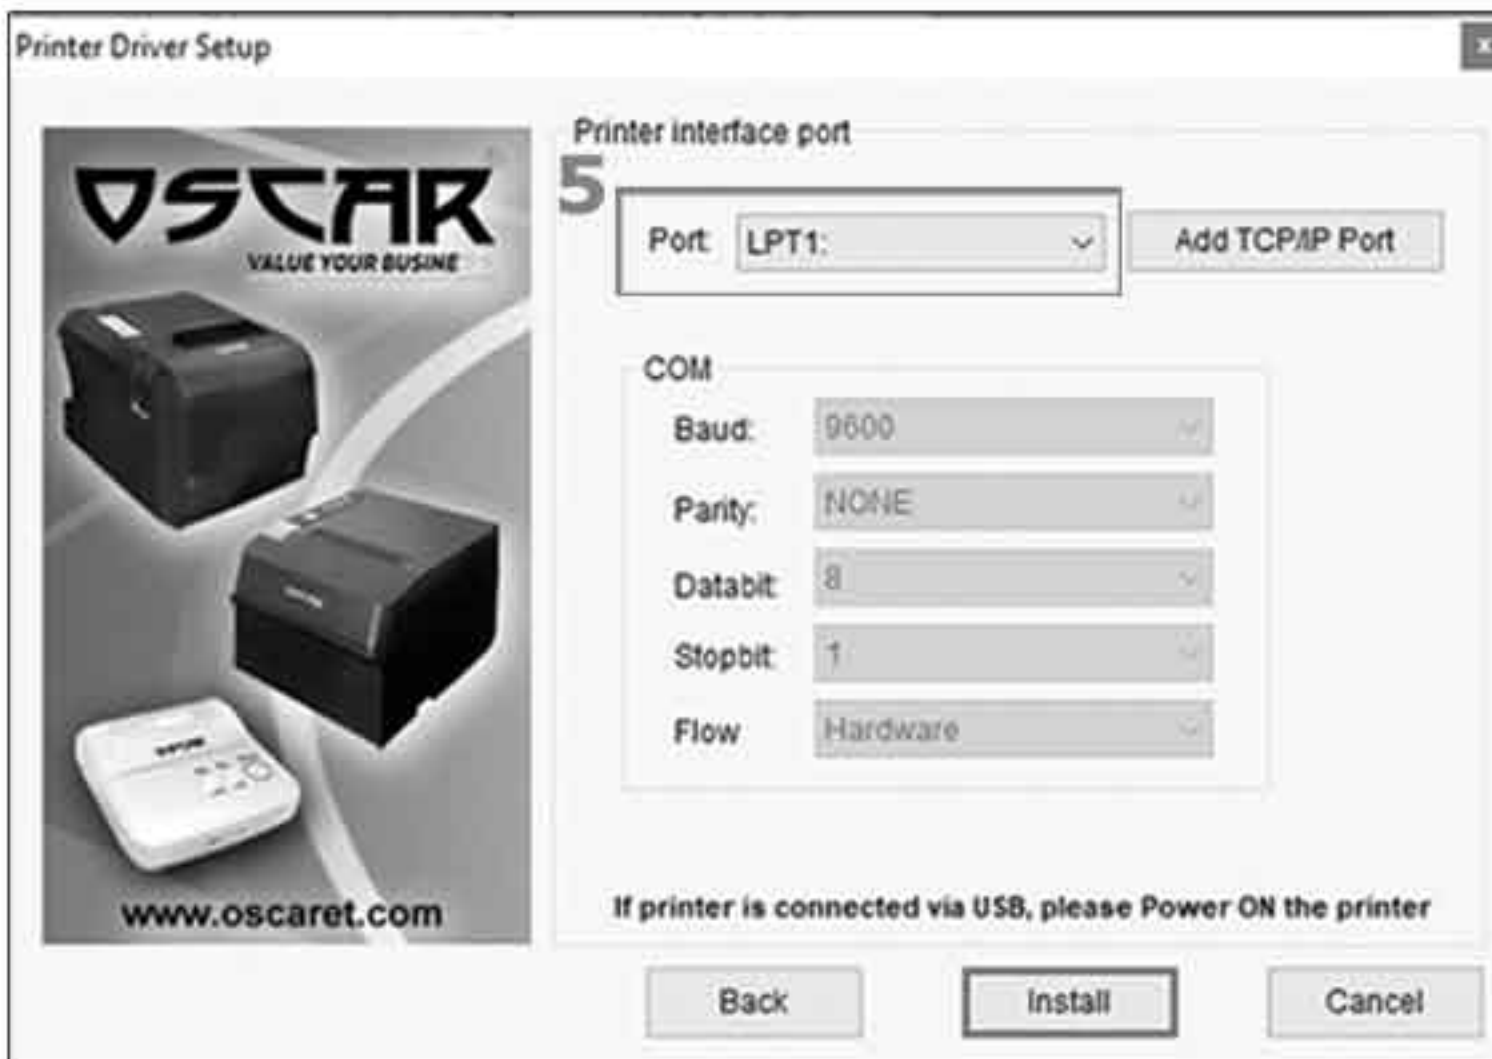 Printer Driver Setup
x
OSCAR
VALUE YOUR BUSINE
www.oscaret.com
Printer interface port
5
Port: LPT1: Add TCP/IP Port
COM
Baud: 9600
Parity: NONE
Databit: 8
Stopbit: 1
Flow Hardware
If printer is connected via USB, please Power ON the printer
Back Install Cancel